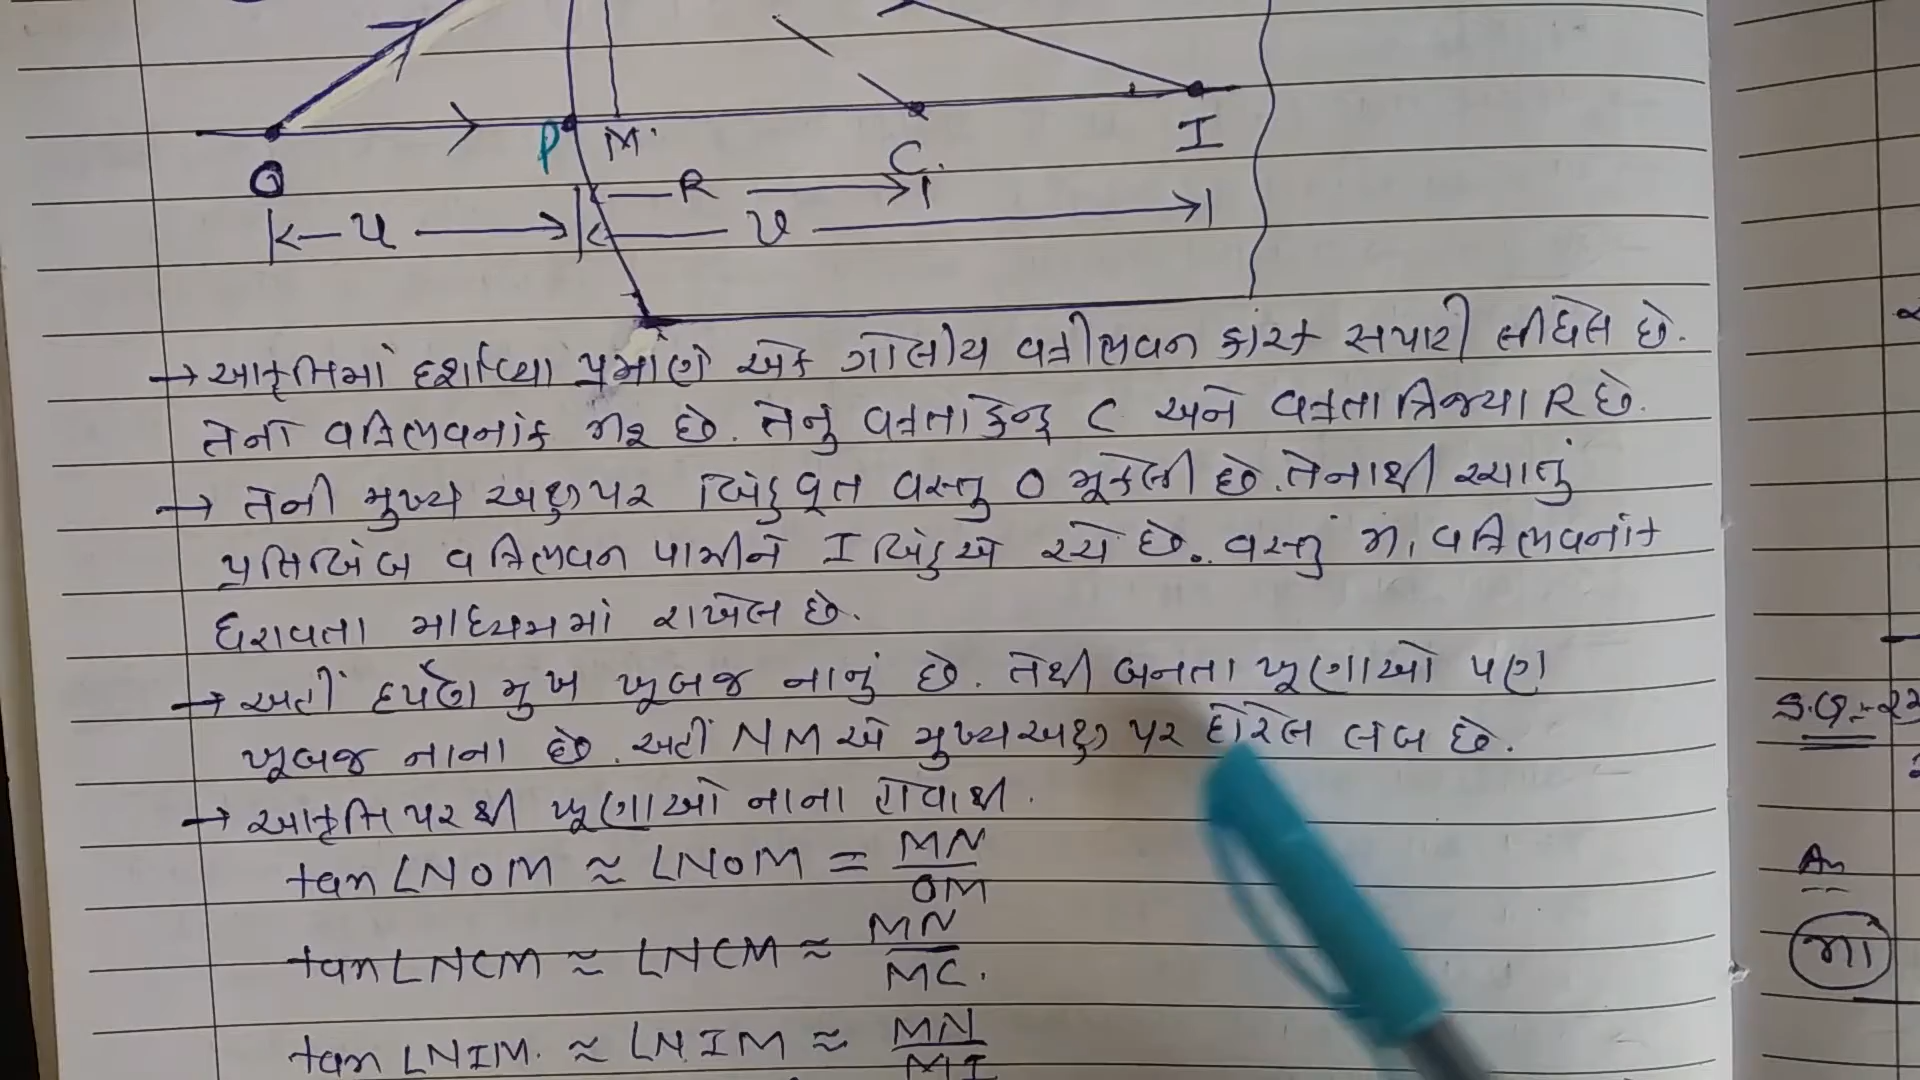 P M
O C. I
R
u v
→ આકૃતિમાં દર્શાવ્યા પ્રમાણે એક ગોલીય વક્રીભવન કારક સપાટી લીધેલ છે.
તેનો વક્રિભવનાંક n₂ છે. તેનું વક્રતાકેન્દ્ર C અને વક્રતા ત્રિજ્યા R છે.
→ તેની મુખ્ય અક્ષ પર બિંદુવત વસ્તુ O મૂકેલી છે. તેનાથી રચાતું
પ્રતિબિંબ વક્રિભવન પામીને I બિંદુએ રચે છે. વસ્તું n₁ વક્રિભવનાંક
ધરાવતા માધ્યમમાં રાખેલ છે.
→ અહીં દર્પણ મુખ ખૂબજ નાનું છે. તેથી બનતા ખૂણાઓ પણ
ખૂબજ નાના છે. અહીં NM એ મુખ્ય અક્ષ પર દોરેલ લંબ છે.
→ આકૃતિ પરથી ખૂણાઓ નાના હોવાથી.
tan ∠NOM ≈ ∠NOM = MN/OM
tan ∠NCM ≈ ∠NCM ≈ MN/MC.
tan ∠NIM. ≈ ∠NIM ≈ MN/MI
S.Q:-22
An
ના